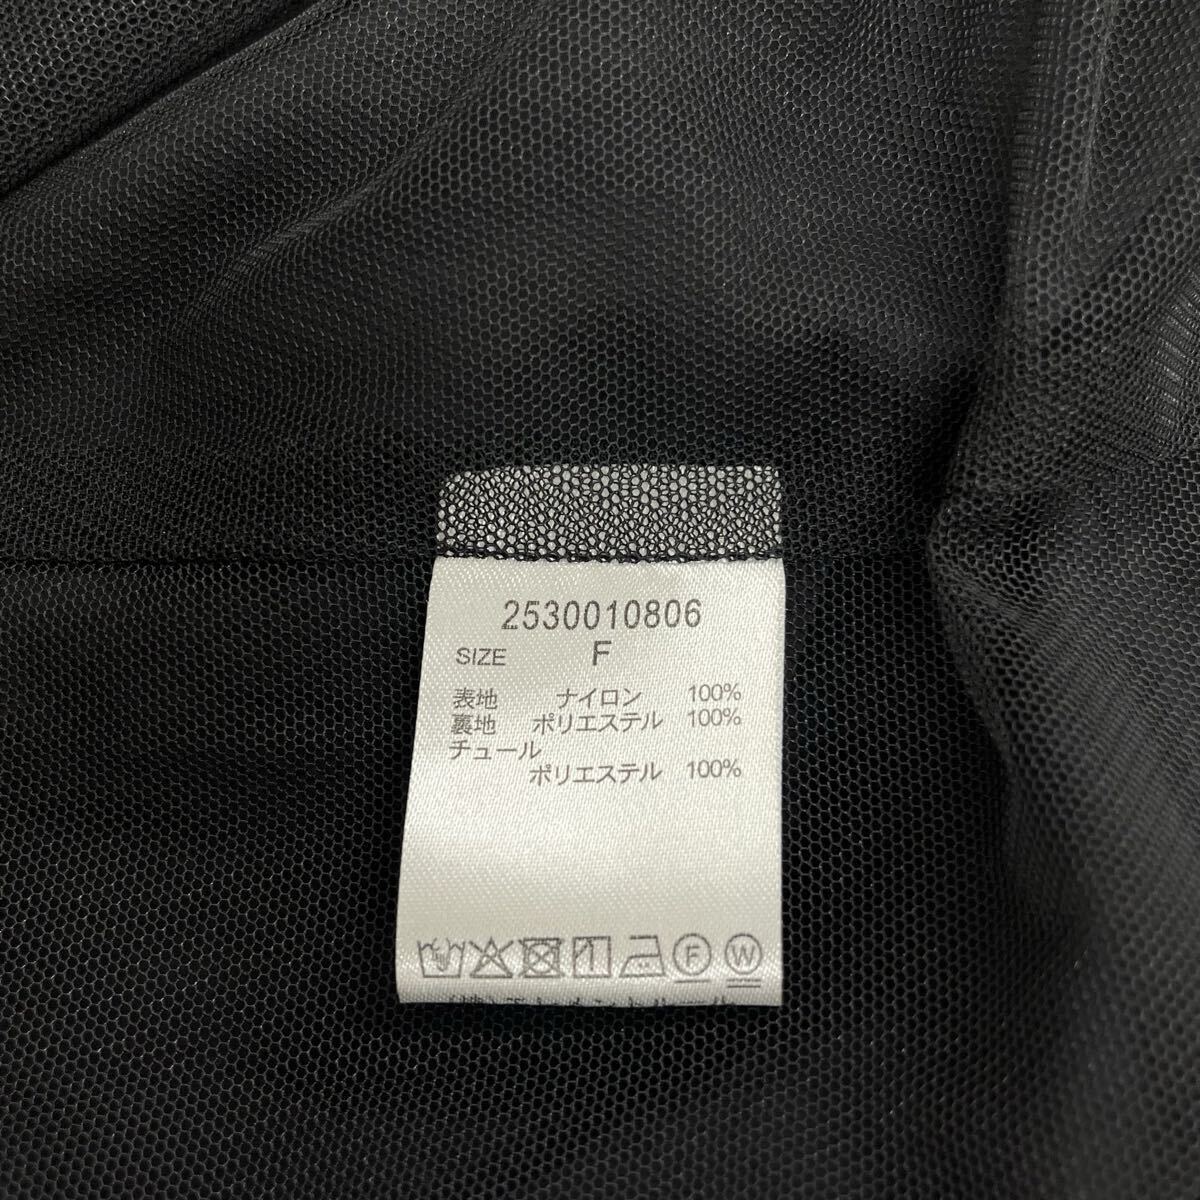 2530010806
SIZE F
表地 ナイロン 100%
裏地 ポリエステル 100%
チュール
ポリエステル 100%
F W